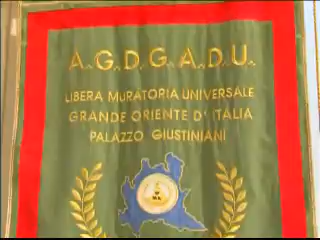 A.G.D.G.A.D.U.
LIBERA MURATORIA UNIVERSALE
GRANDE ORIENTE D'ITALIA
PALAZZO GIUSTINIANI